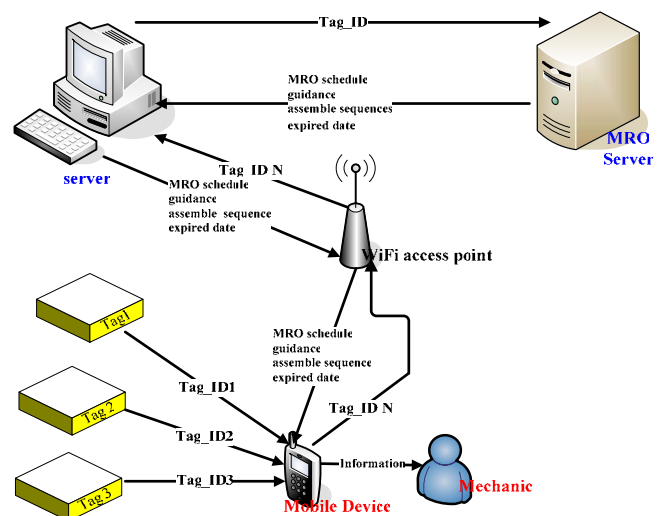 Tag_ID
MRO schedule
guidance
assemble sequences
expired date
MRO
Server
server
Tag_ID N
MRO schedule
guidance
assemble sequence
expired date
WiFi access point
Tag1
MRO schedule
guidance
assemble sequence
expired date
Tag_ID1
Tag_ID N
Tag 2
Tag_ID2
Information
Tag 3
Tag_ID3
Mechanic
Mobile Device